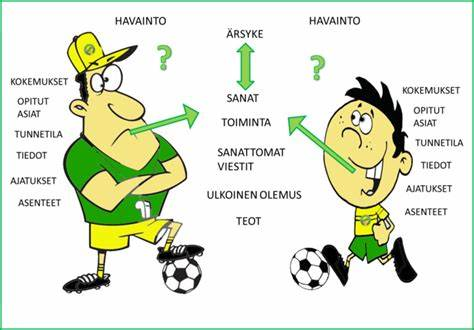 HAVAINTO
HAVAINTO
ÄRSYKE
?
?
KOKEMUKSET
OPITUT
ASIAT
TUNNETILA
TIEDOT
AJATUKSET
ASENTEET
SANAT
TOIMINTA
SANATTOMAT
VIESTIT
ULKOINEN OLEMUS
TEOT
KOKEMUKSET
OPITUT
ASIAT
TUNNETILA
TIEDOT
AJATUKSET
ASENTEET